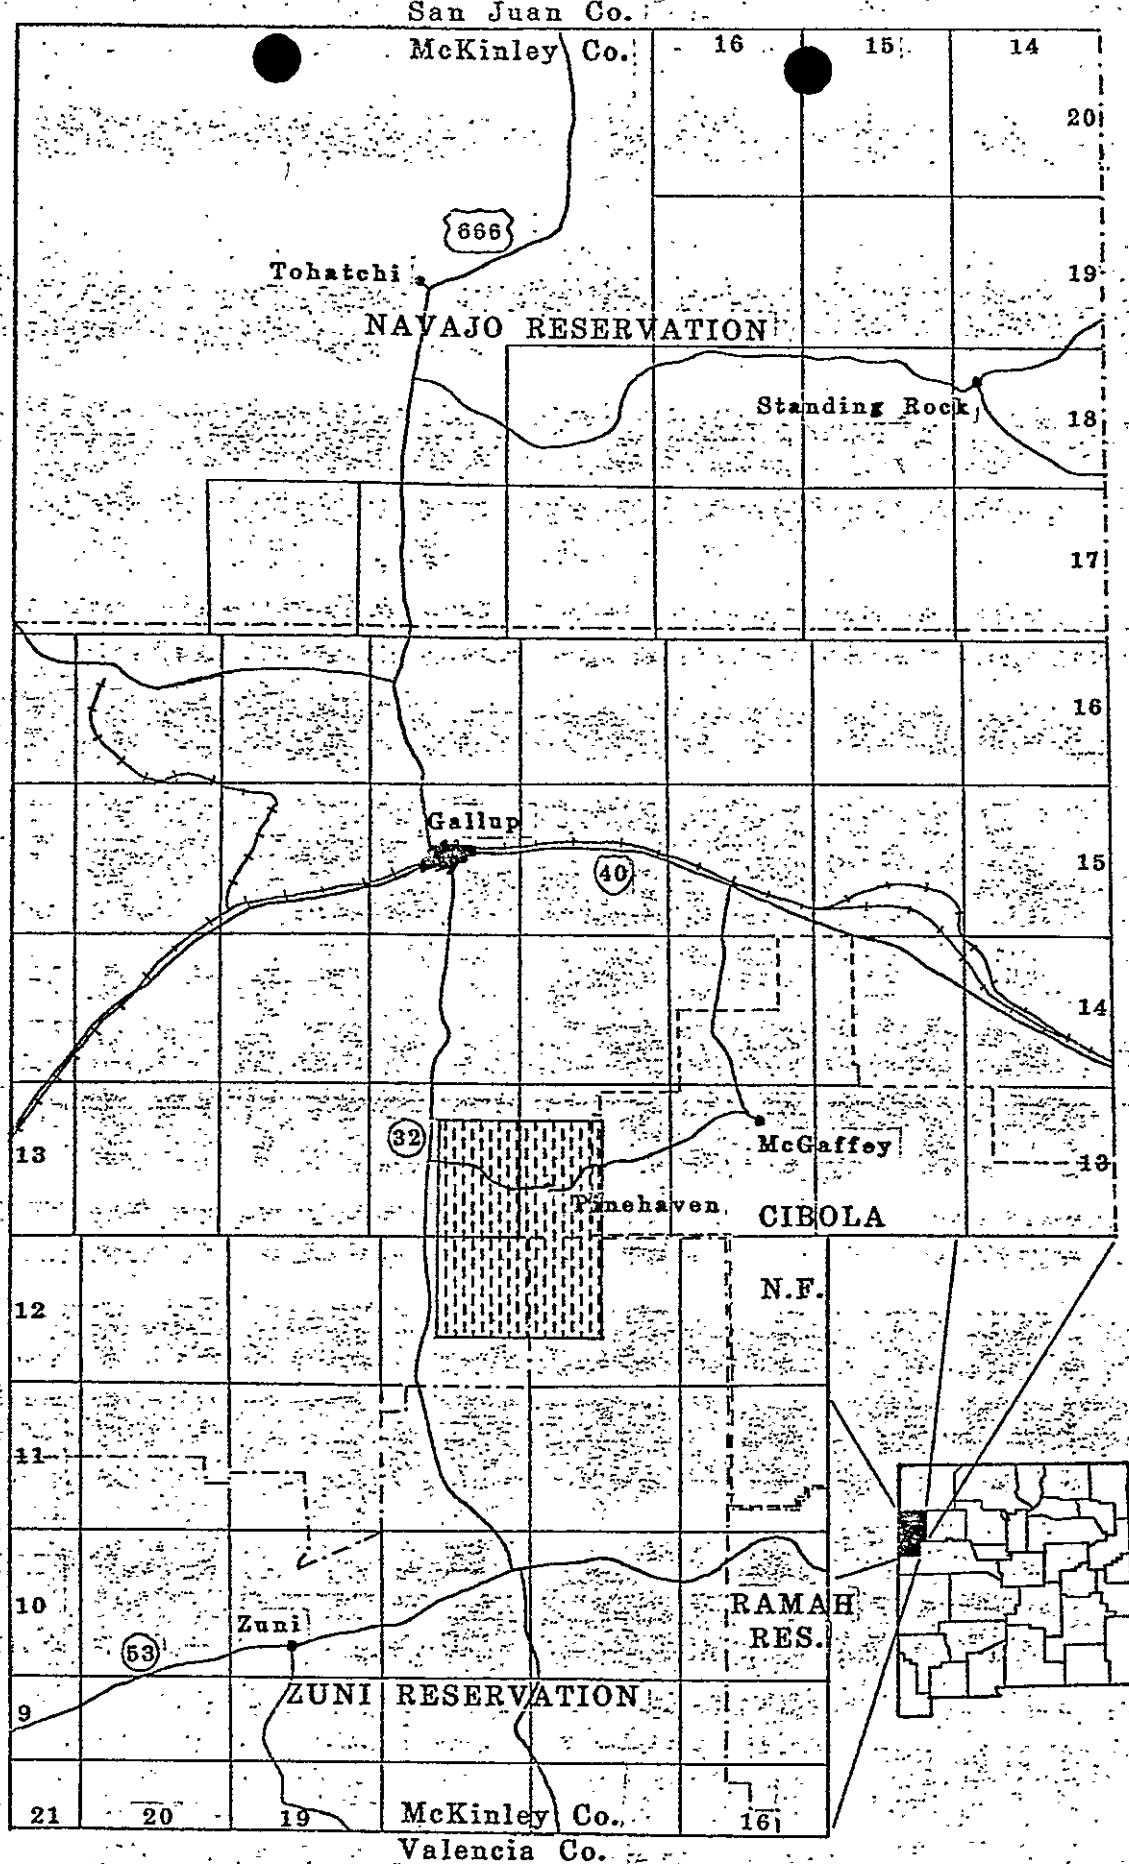 San Juan Co.
McKinley Co.
16 15 14
20
666
Tohatchi
19
NAVAJO RESERVATION
Standing Rock
18
17
16
Gallup
40
15
14
32
McGaffey
13
13
Pinehaven
CIBOLA
N.F.
12
11
RAMAH
RES.
10
Zuni
53
ZUNI RESERVATION
9
21 20 19 McKinley Co. 16
Valencia Co.